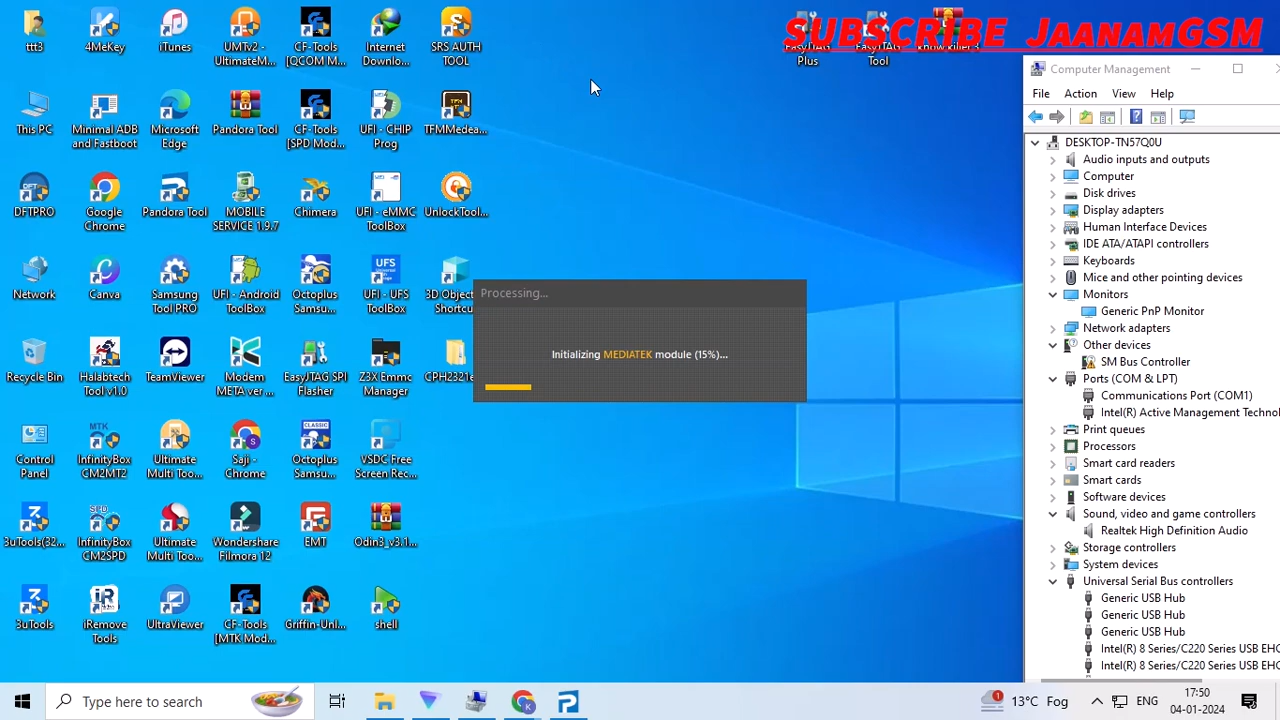 SUBSCRIBE JAANAMGSM
ttt3
4MeKey
iTunes
UMTv2 -
UltimateM...
CF-Tools
[QCOM M...
Internet
Downlo...
SRS AUTH
TOOL
EasyJTAG
Plus
EasyJTAG
Tool
This PC
Minimal ADB
and Fastboot
Microsoft
Edge
Pandora Tool
CF-Tools
[SPD Mod...
UFI - CHIP
Prog
TFMMedea...
DFTPRO
Google
Chrome
Pandora Tool
MOBILE
SERVICE 1.9.7
Chimera
UFI - eMMC
ToolBox
UnlockTool...
Network
Canva
Samsung
Tool PRO
UFI - Android
ToolBox
Octoplus
Samsu...
UFI - UFS
ToolBox
3D Object
Shortcu
Recycle Bin
Halabtech
Tool v1.0
TeamViewer
Modem
META ver ...
EasyJTAG SPI
Flasher
Z3X Emmc
Manager
CPH2321e
Control
Panel
InfinityBox
CM2MT2
Ultimate
Multi Too...
Saji -
Chrome
Octoplus
Samsu...
VSDC Free
Screen Rec...
3uTools(32...
InfinityBox
CM2SPD
Ultimate
Multi Too...
Wondershare
Filmora 12
EMT
Odin3_v3.1...
3uTools
iRemove
Tools
UltraViewer
CF-Tools
[MTK Mod...
Griffin-Unl...
shell
Processing...
Initializing MEDIATEK module (15%)...
Computer Management
File Action View Help
DESKTOP-TN57Q0U
Audio inputs and outputs
Computer
Disk drives
Display adapters
Human Interface Devices
IDE ATA/ATAPI controllers
Keyboards
Mice and other pointing devices
Monitors
Generic PnP Monitor
Network adapters
Other devices
SM Bus Controller
Ports (COM & LPT)
Communications Port (COM1)
Intel(R) Active Management Technol
Print queues
Processors
Smart card readers
Smart cards
Software devices
Sound, video and game controllers
Realtek High Definition Audio
Storage controllers
System devices
Universal Serial Bus controllers
Generic USB Hub
Generic USB Hub
Generic USB Hub
Intel(R) 8 Series/C220 Series USB EHC
Intel(R) 8 Series/C220 Series USB EHC
Type here to search
13°C Fog
ENG
17:50
04-01-2024